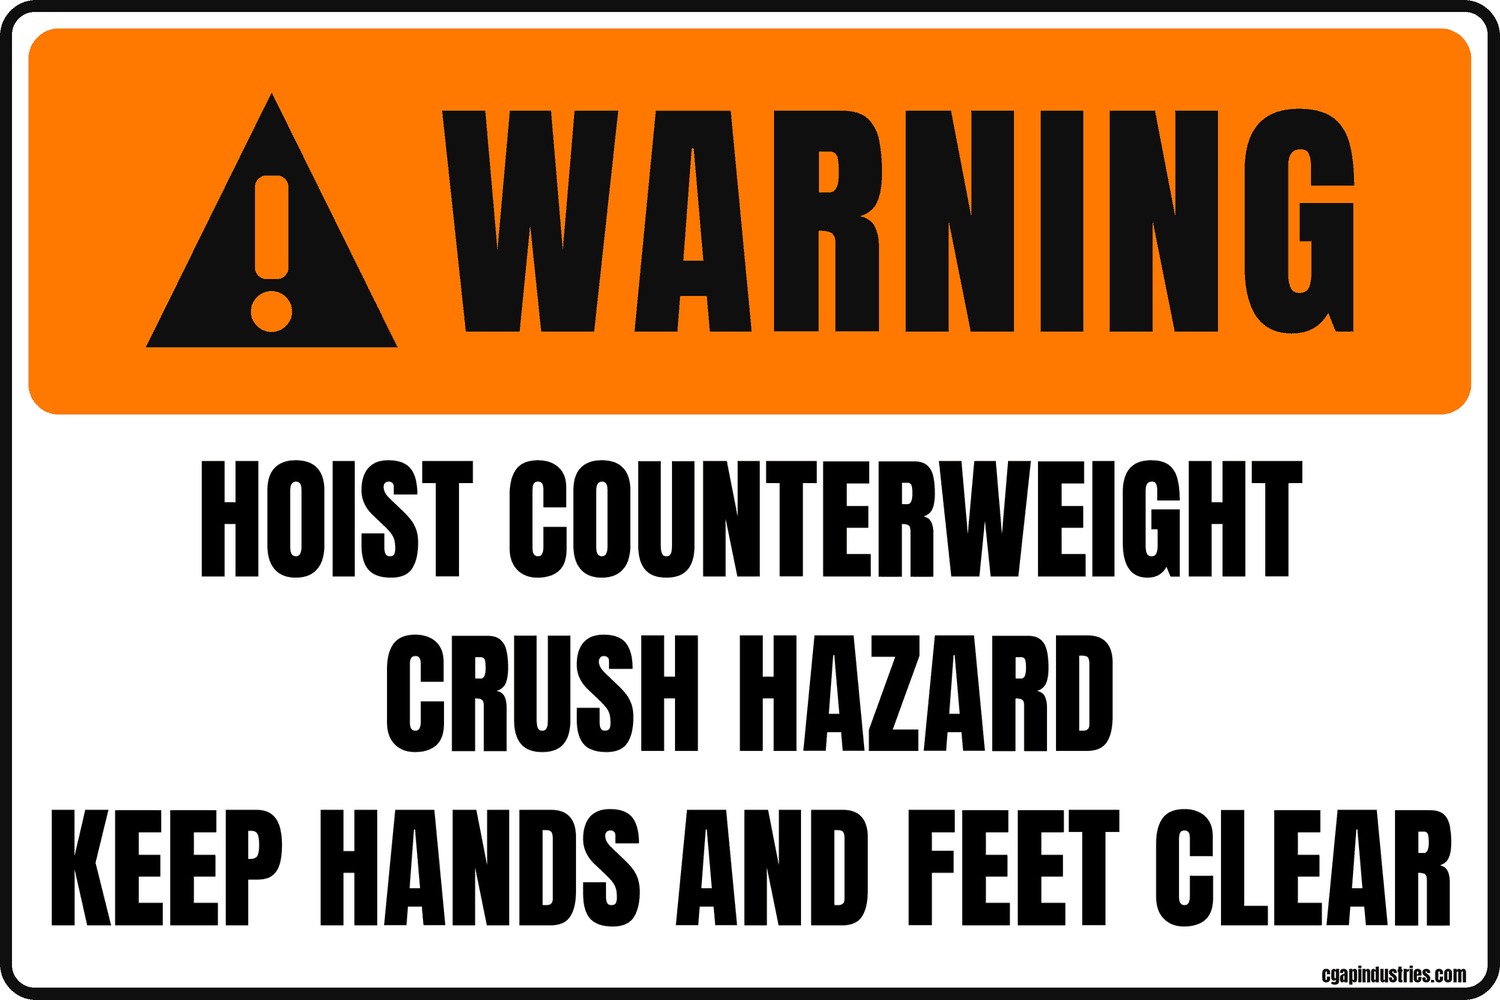 WARNING
HOIST COUNTERWEIGHT
CRUSH HAZARD
KEEP HANDS AND FEET CLEAR
cgapindustries.com